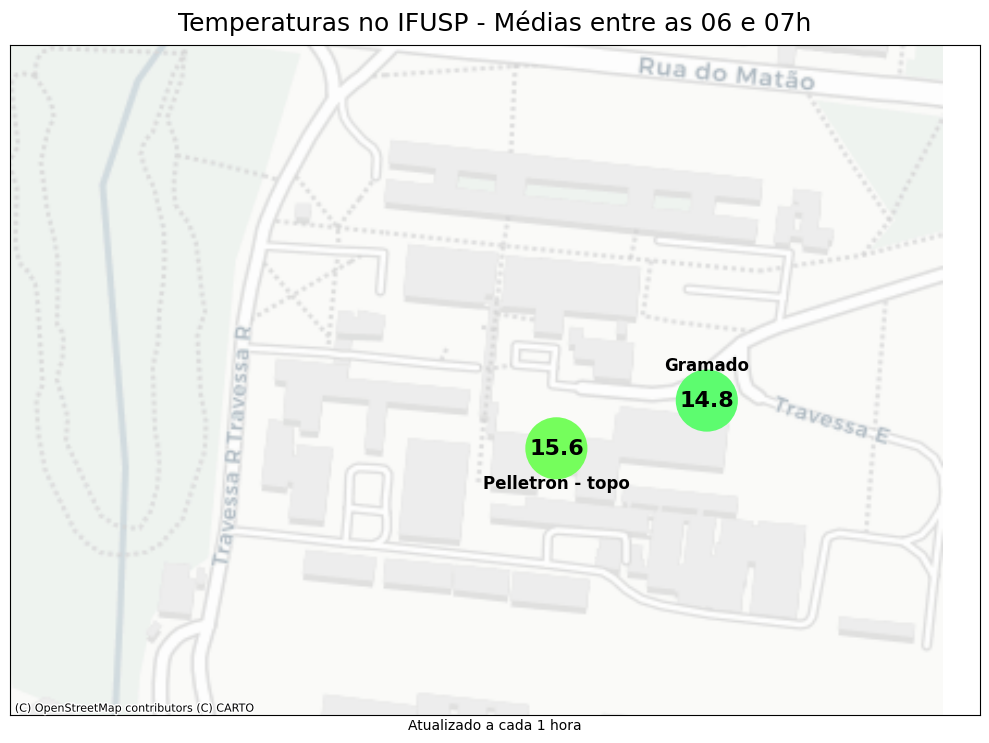 Temperaturas no IFUSP - Médias entre as 06 e 07h
Rua do Matão
Gramado
14.8
Travessa E
15.6
Pelletron - topo
Travessa R Travessa R
(C) OpenStreetMap contributors (C) CARTO
Atualizado a cada 1 hora